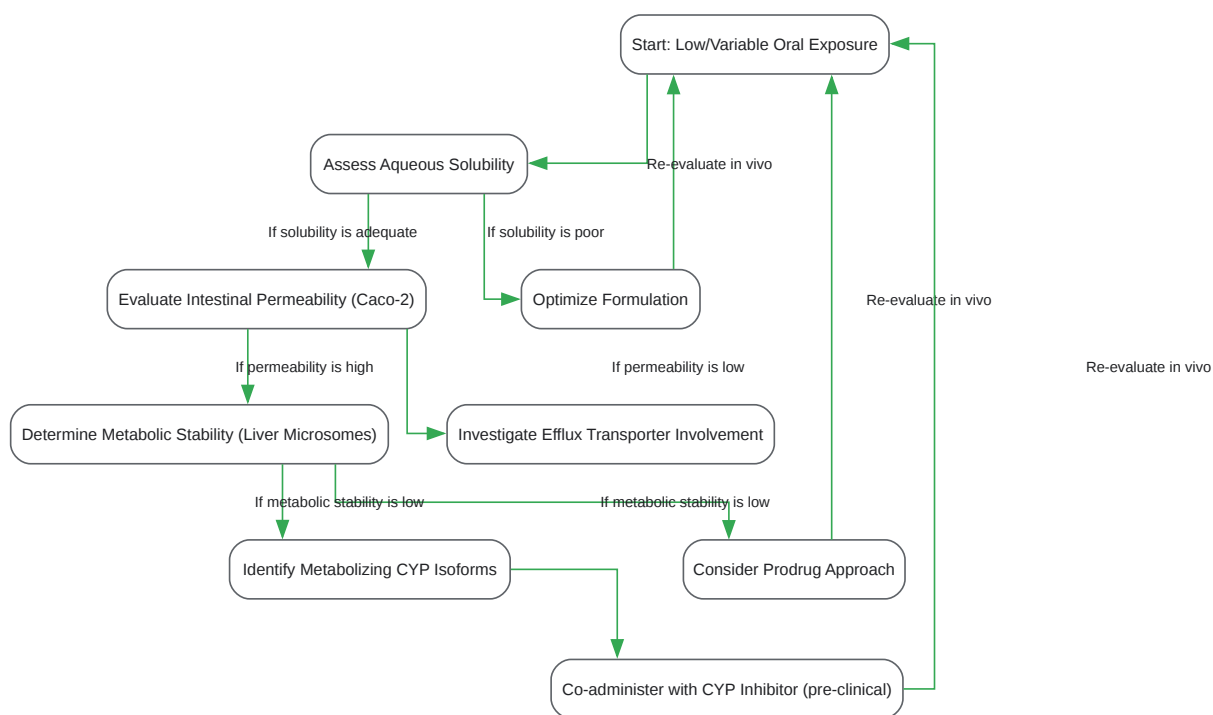 Start: Low/Variable Oral Exposure
Assess Aqueous Solubility
Re-evaluate in vivo
If solubility is adequate
If solubility is poor
Evaluate Intestinal Permeability (Caco-2)
Optimize Formulation
Re-evaluate in vivo
If permeability is high
If permeability is low
Re-evaluate in vivo
Determine Metabolic Stability (Liver Microsomes)
Investigate Efflux Transporter Involvement
If metabolic stability is low
If metabolic stability is low
Identify Metabolizing CYP Isoforms
Consider Prodrug Approach
Co-administer with CYP Inhibitor (pre-clinical)